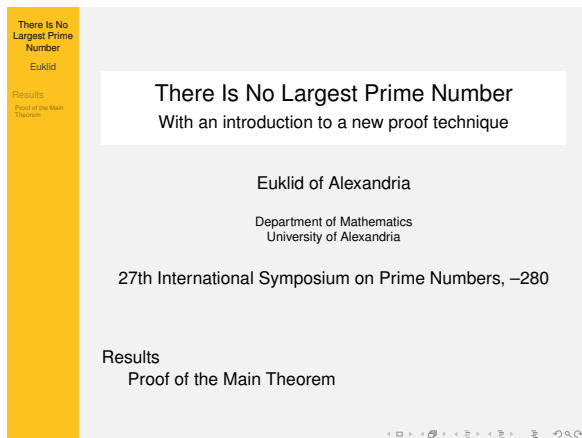 There Is No
Largest Prime
Number
Euklid
Results
Proof of the Main
Theorem
There Is No Largest Prime Number
With an introduction to a new proof technique
Euklid of Alexandria
Department of Mathematics
University of Alexandria
27th International Symposium on Prime Numbers, –280
Results
Proof of the Main Theorem